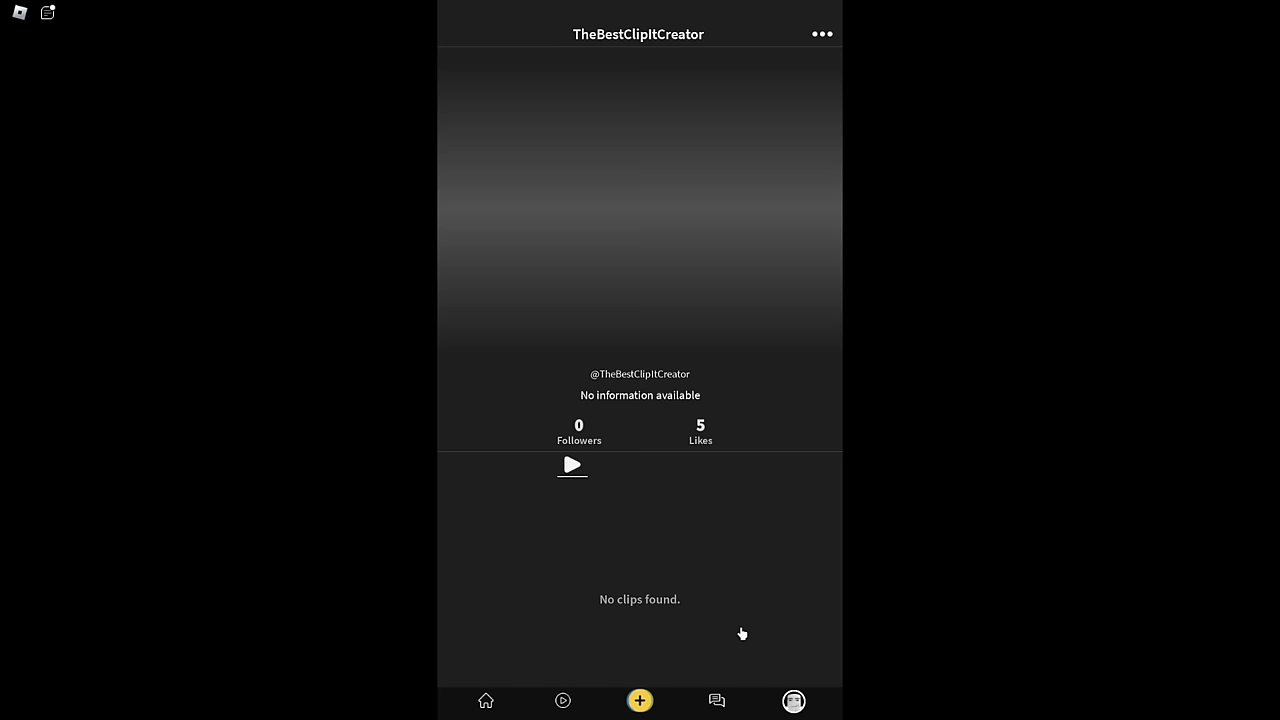 TheBestClipItCreator
@TheBestClipItCreator
No information available
0 5
Followers Likes
No clips found.